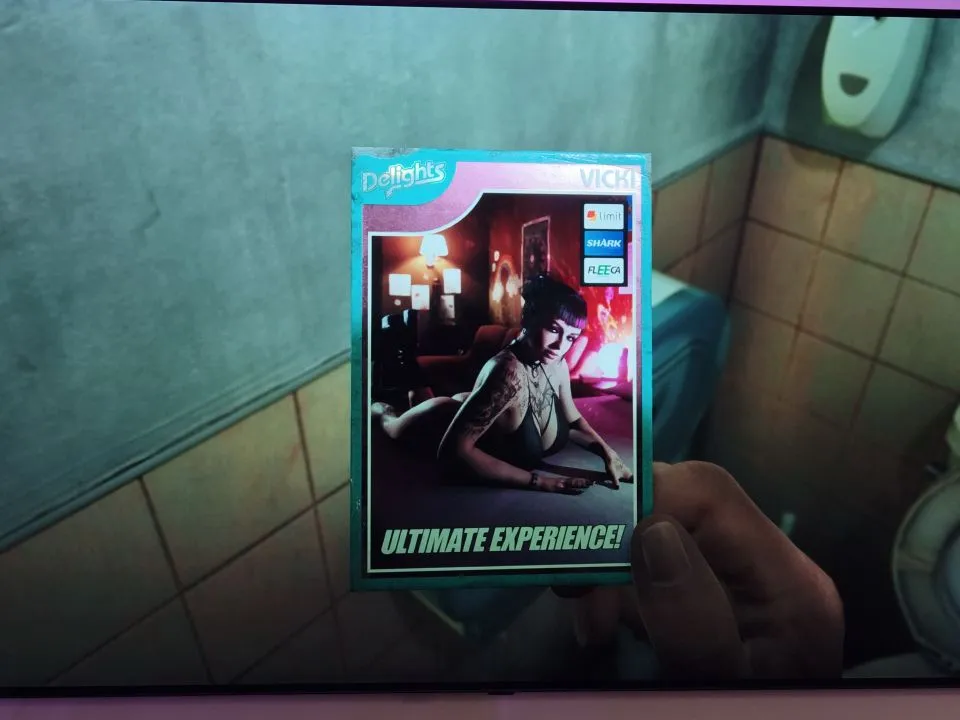 Delights
VICKI
limit
SHARK
FLEECA
ULTIMATE EXPERIENCE!